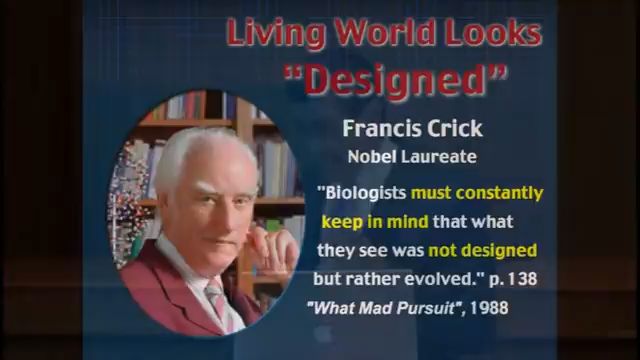 Living World Looks
“Designed”
Francis Crick
Nobel Laureate
"Biologists must constantly
keep in mind that what
they see was not designed
but rather evolved." p. 138
"What Mad Pursuit", 1988